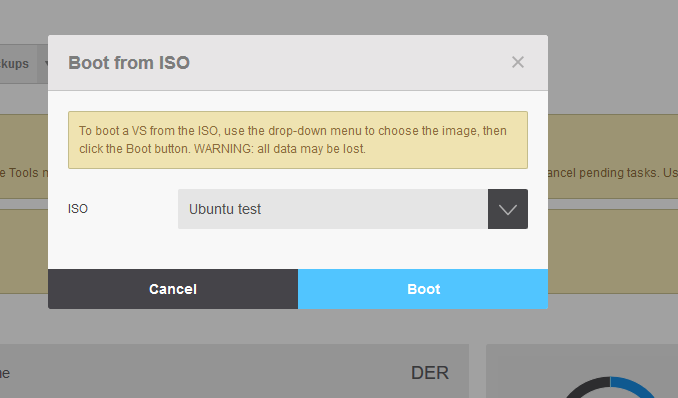 Boot from ISO
ckups
To boot a VS from the ISO, use the drop-down menu to choose the image, then
click the Boot button. WARNING: all data may be lost.
e Tools
ancel pending tasks. Us
ISO
Ubuntu test
Cancel
Boot
ne
DER